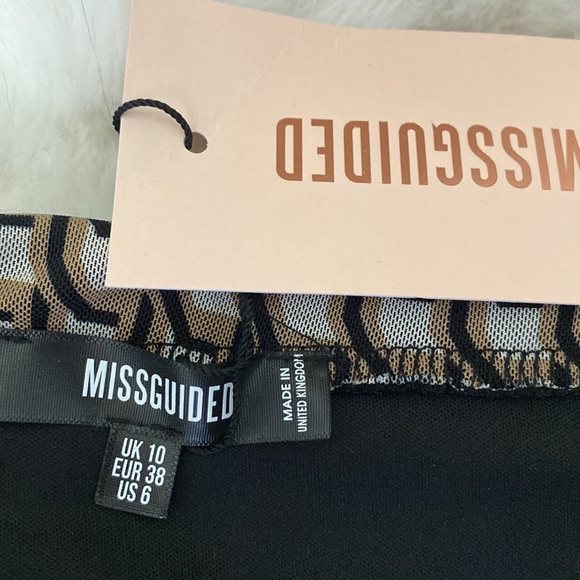 MISSGUIDED
MISSGUIDED
MADE IN
UNITED KINGDOM
UK 10
EUR 38
US 6